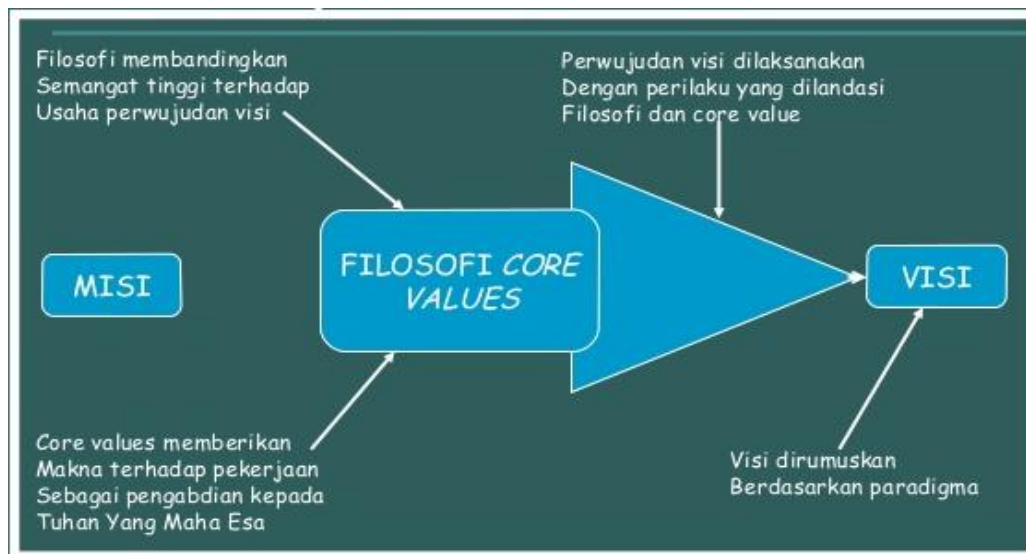 Filosofi membandingkan
Semangat tinggi terhadap
Usaha perwujudan visi
Perwujudan visi dilaksanakan
Dengan perilaku yang dilandasi
Filosofi dan core value
MISI
FILOSOFI CORE
VALUES
VISI
Core values memberikan
Makna terhadap pekerjaan
Sebagai pengabdian kepada
Tuhan Yang Maha Esa
Visi dirumuskan
Berdasarkan paradigma